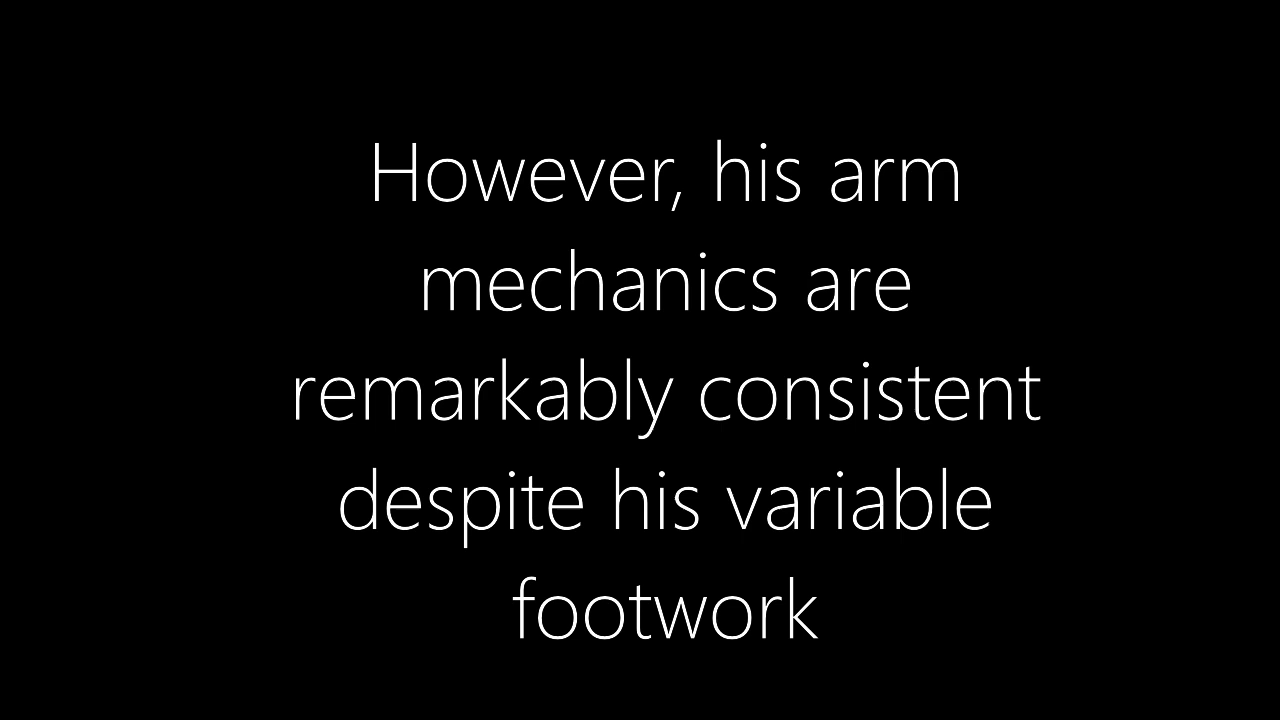 However, his arm
mechanics are
remarkably consistent
despite his variable
footwork